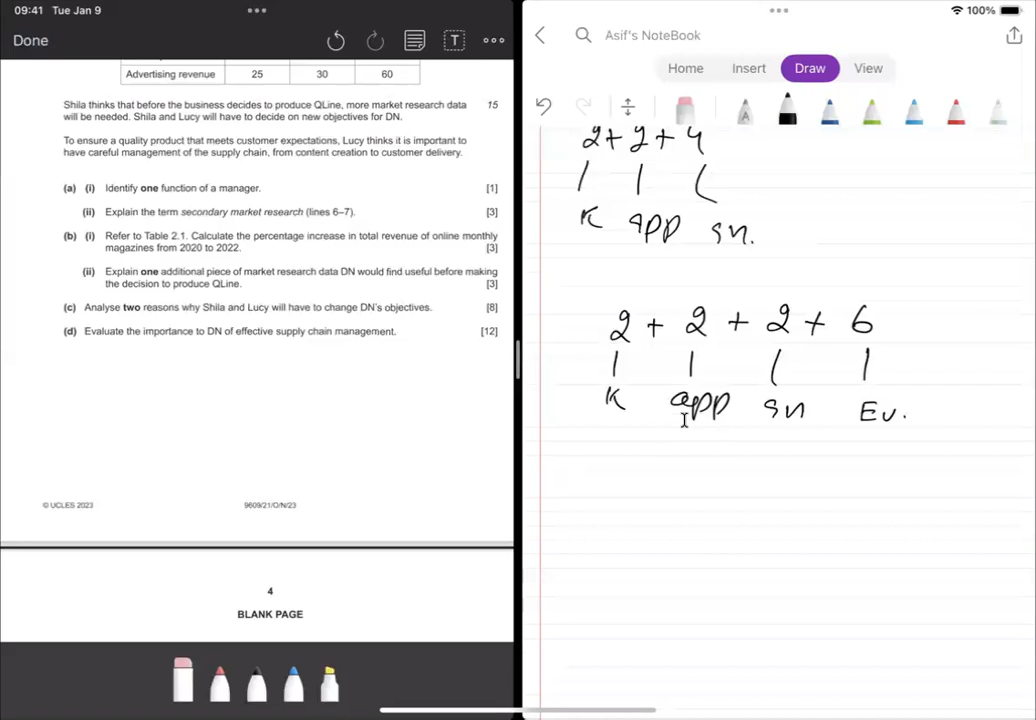 09:41 Tue Jan 9
100%
Done
T
Asif's NoteBook
Home Insert Draw View
A
Advertising revenue 25 30 60
Shila thinks that before the business decides to produce QLine, more market research data 15
will be needed. Shila and Lucy will have to decide on new objectives for DN.
To ensure a quality product that meets customer expectations, Lucy thinks it is important to
have careful management of the supply chain, from content creation to customer delivery.
(a) (i) Identify one function of a manager. [1]
(ii) Explain the term secondary market research (lines 6–7). [3]
(b) (i) Refer to Table 2.1. Calculate the percentage increase in total revenue of online monthly
magazines from 2020 to 2022. [3]
(ii) Explain one additional piece of market research data DN would find useful before making
the decision to produce QLine. [3]
(c) Analyse two reasons why Shila and Lucy will have to change DN's objectives. [8]
(d) Evaluate the importance to DN of effective supply chain management. [12]
© UCLES 2023 9609/21/O/N/23
4
BLANK PAGE
2 + 2 + 4
K app an.
2 + 2 + 2 + 6
K app an Ev.